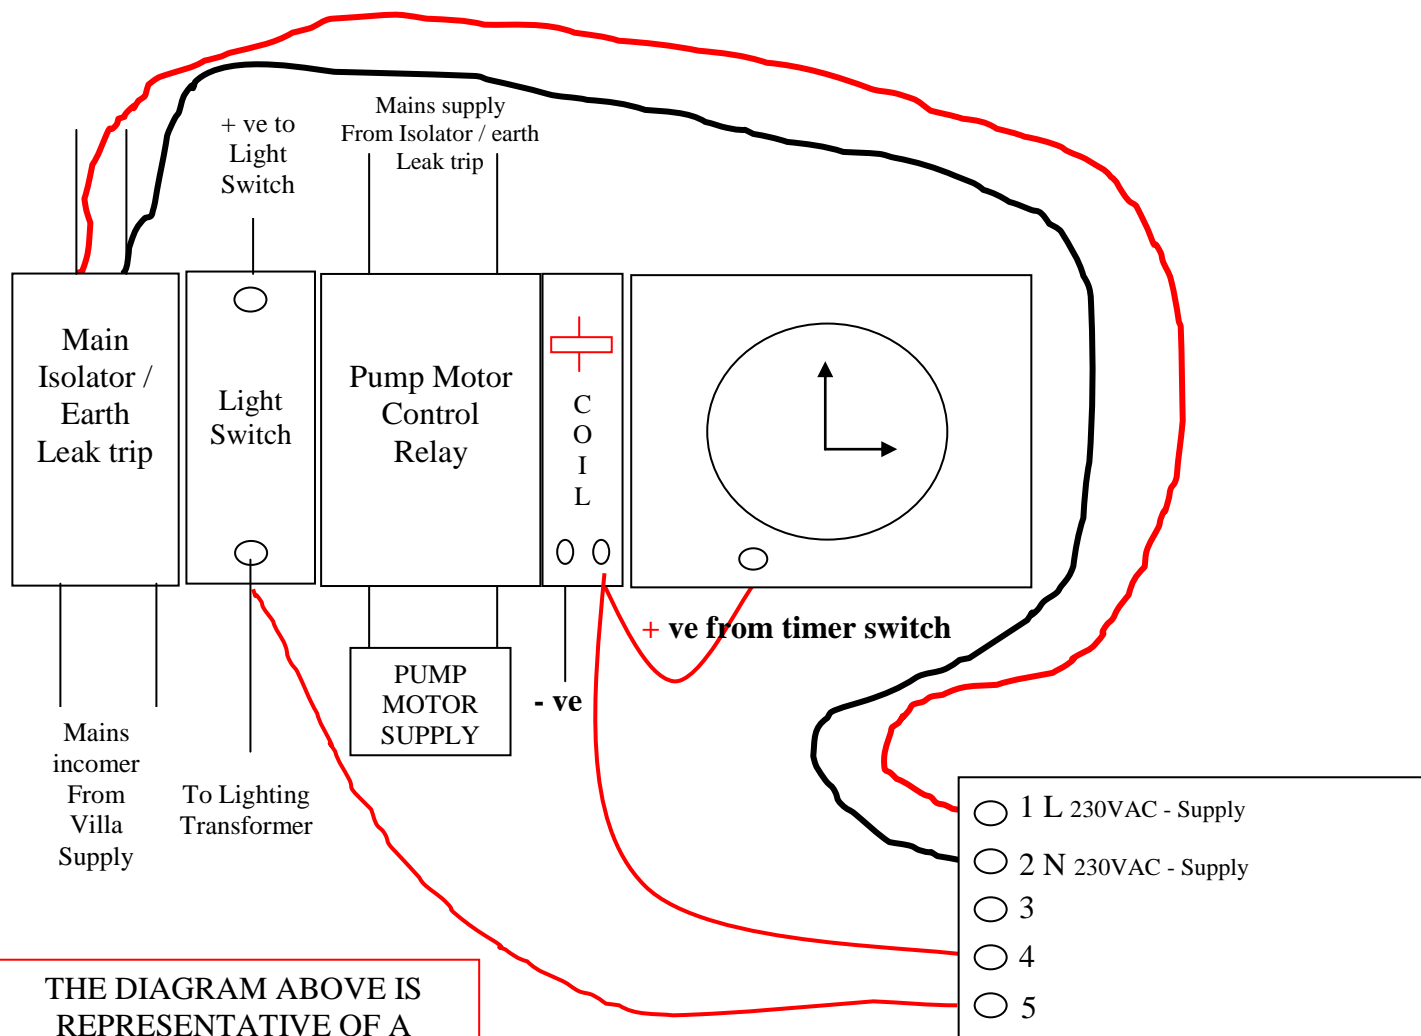 Mains supply
From Isolator / earth
Leak trip
+ ve to
Light
Switch
Main
Isolator /
Earth
Leak trip
Light
Switch
Pump Motor
Control
Relay
C
O
I
L
+ ve from timer switch
PUMP
MOTOR
SUPPLY
- ve
Mains
incomer
From
Villa
Supply
To Lighting
Transformer
1 L 230VAC - Supply
2 N 230VAC - Supply
3
4
5
THE DIAGRAM ABOVE IS
REPRESENTATIVE OF A